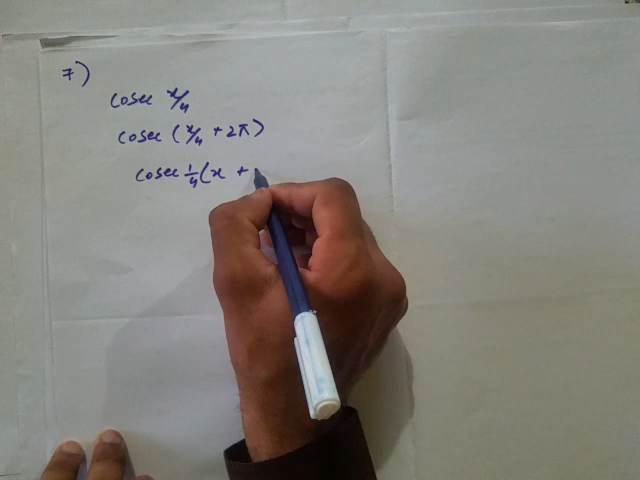 7)
cosec x/4
cosec (x/4 + 2π)
cosec 1/4 (x +